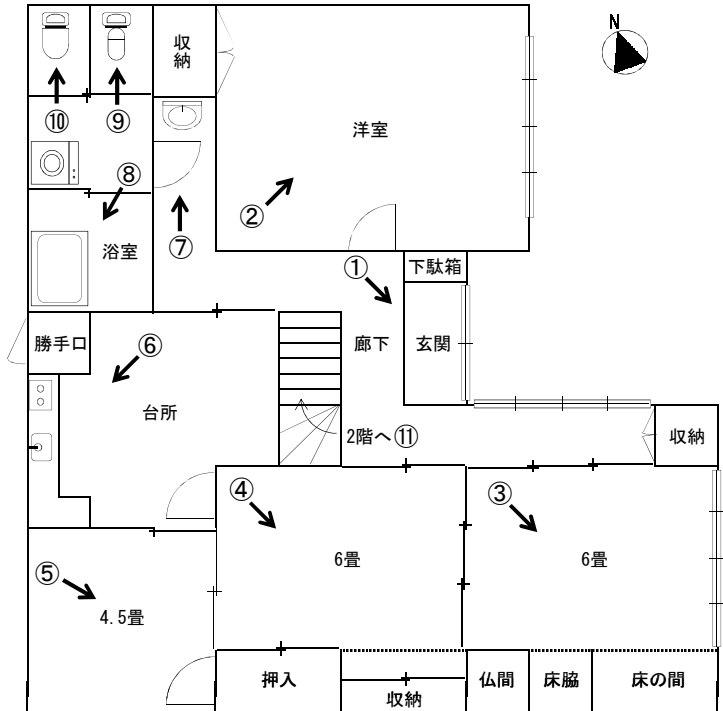 N
収納
⑩
⑨
洋室
⑧
②
⑦
浴室
①
下駄箱
勝手口
⑥
廊下
玄関
台所
2階へ⑪
収納
④
③
6畳
6畳
⑤
4.5畳
押入
収納
仏間
床脇
床の間